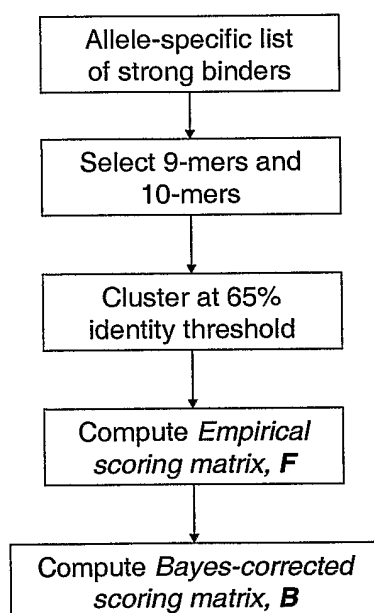 Allele-specific list
of strong binders
Select 9-mers and
10-mers
Cluster at 65%
identity threshold
Compute Empirical
scoring matrix, F
Compute Bayes-corrected
scoring matrix, B